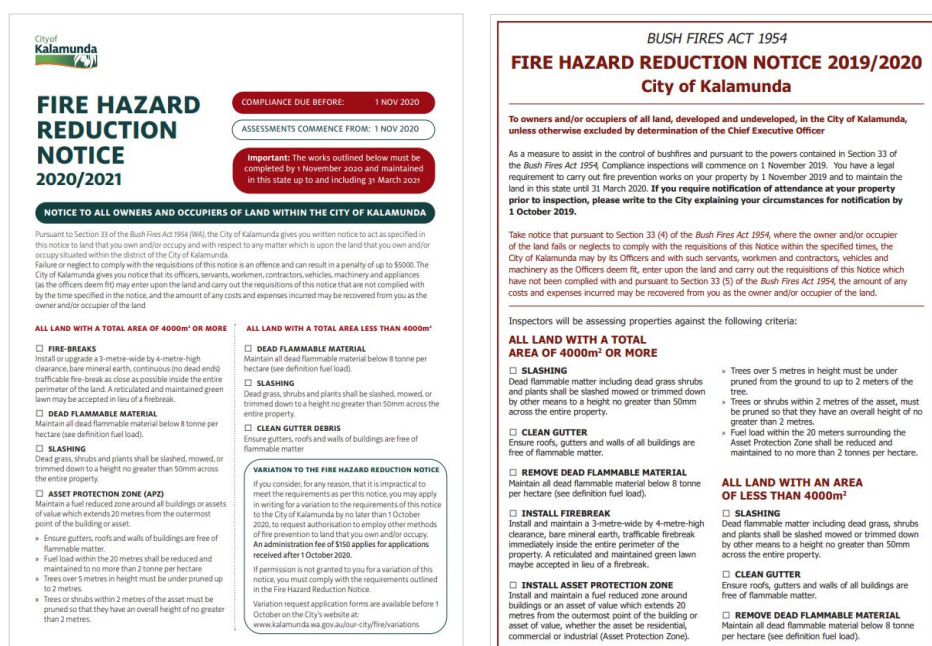 City of
Kalamunda
FIRE HAZARD
REDUCTION
NOTICE
2020/2021
COMPLIANCE DUE BEFORE: 1 NOV 2020
ASSESSMENTS COMMENCE FROM: 1 NOV 2020
Important: The works outlined below must be
completed by 1 November 2020 and maintained
in this state up to and including 31 March 2021
NOTICE TO ALL OWNERS AND OCCUPIERS OF LAND WITHIN THE CITY OF KALAMUNDA
Pursuant to Section 33 of the Bush Fires Act 1954 (WA), the City of Kalamunda gives you written notice to act as specified in
this notice to land that you own and/or occupy and with respect to any matter which is upon the land that you own and/or
occupy situated within the district of the City of Kalamunda.
Failure or neglect to comply with the requisitions of this notice is an offence and can result in a penalty of up to $5000. The
City of Kalamunda gives you notice that its officers, servants, workmen, contractors, vehicles, machinery and appliances
(as the officers deem fit) may enter upon the land and carry out the requisitions of this notice that are not complied with
by the time specified in the notice, and the amount of any costs and expenses incurred may be recovered from you as the
owner and/or occupier of the land
ALL LAND WITH A TOTAL AREA OF 4000m² OR MORE
FIRE-BREAKS
Install or upgrade a 3-metre-wide by 4-metre-high
clearance, bare mineral earth, continuous (no dead ends)
trafficable fire-break as close as possible inside the entire
perimeter of the land. A reticulated and maintained green
lawn may be accepted in lieu of a firebreak.
DEAD FLAMMABLE MATERIAL
Maintain all dead flammable material below 8 tonne per
hectare (see definition fuel load).
SLASHING
Dead grass, shrubs and plants shall be slashed, mowed, or
trimmed down to a height no greater than 50mm across
the entire property.
ASSET PROTECTION ZONE (APZ)
Maintain a fuel reduced zone around all buildings or assets
of value which extends 20 metres from the outermost
point of the building or asset.
» Ensure gutters, roofs and walls of buildings are free of
flammable matter.
» Fuel load within the 20 metres shall be reduced and
maintained to no more than 2 tonne per hectare
» Trees over 5 metres in height must be under pruned up
to 2 metres.
» Trees or shrubs within 2 metres of the asset must be
pruned so that they have an overall height of no greater
than 2 metres.
ALL LAND WITH A TOTAL AREA LESS THAN 4000m²
DEAD FLAMMABLE MATERIAL
Maintain all dead flammable material below 8 tonne per
hectare (see definition fuel load).
SLASHING
Dead grass, shrubs and plants shall be slashed, mowed, or
trimmed down to a height no greater than 50mm across the
entire property.
CLEAN GUTTER DEBRIS
Ensure gutters, roofs and walls of buildings are free of
flammable matter
VARIATION TO THE FIRE HAZARD REDUCTION NOTICE
If you consider, for any reason, that it is impractical to
meet the requirements as per this notice, you may apply
in writing for a variation to the requirements of this notice
to the City of Kalamunda by no later than 1 October
2020, to request authorisation to employ other methods
of fire prevention to land that you own and/or occupy.
An administration fee of $150 applies for applications
received after 1 October 2020.
If permission is not granted to you for a variation of this
notice, you must comply with the requirements outlined
in the Fire Hazard Reduction Notice.
Variation request application forms are available before 1
October on the City's website at:
www.kalamunda.wa.gov.au/our-city/fire/variations
BUSH FIRES ACT 1954
FIRE HAZARD REDUCTION NOTICE 2019/2020
City of Kalamunda
To owners and/or occupiers of all land, developed and undeveloped, in the City of Kalamunda,
unless otherwise excluded by determination of the Chief Executive Officer
As a measure to assist in the control of bushfires and pursuant to the powers contained in Section 33 of
the Bush Fires Act 1954, Compliance inspections will commence on 1 November 2019. You have a legal
requirement to carry out fire prevention works on your property by 1 November 2019 and to maintain the
land in this state until 31 March 2020. If you require notification of attendance at your property
prior to inspection, please write to the City explaining your circumstances for notification by
1 October 2019.
Take notice that pursuant to Section 33 (4) of the Bush Fires Act 1954, where the owner and/or occupier
of the land fails or neglects to comply with the requisitions of this Notice within the specified times, the
City of Kalamunda may by its Officers and with such servants, workmen and contractors, vehicles and
machinery as the Officers deem fit, enter upon the land and carry out the requisitions of this Notice which
have not been complied with and pursuant to Section 33 (5) of the Bush Fires Act 1954, the amount of any
costs and expenses incurred may be recovered from you as the owner and/or occupier of the land.
Inspectors will be assessing properties against the following criteria:
ALL LAND WITH A TOTAL
AREA OF 4000m² OR MORE
SLASHING
Dead flammable matter including dead grass shrubs
and plants shall be slashed mowed or trimmed down
by other means to a height no greater than 50mm
across the entire property.
CLEAN GUTTER
Ensure roofs, gutters and walls of all buildings are
free of flammable matter.
REMOVE DEAD FLAMMABLE MATERIAL
Maintain all dead flammable material below 8 tonne
per hectare (see definition of fuel load).
INSTALL FIREBREAK
Install and maintain a 3-metre-wide by 4-metre-high
clearance, bare mineral earth, trafficable firebreak
immediately inside the entire perimeter of the
property. A reticulated and maintained green lawn
maybe accepted in lieu of a firebreak.
INSTALL ASSET PROTECTION ZONE
Install and maintain a fuel reduced zone around
buildings or an asset of value which extends 20
metres from the outermost point of the building or
asset of value, whether the asset be residential,
commercial or industrial (Asset Protection Zone).
» Trees over 5 metres in height must be under
pruned from the ground to up to 2 meters of the
tree.
» Trees or shrubs within 2 metres of the asset, must
be pruned so that they have an overall height of no
greater than 2 metres.
» Fuel load within the 20 meters surrounding the
Asset Protection Zone shall be reduced and
maintained to no more than 2 tonnes per hectare.
ALL LAND WITH AN AREA
OF LESS THAN 4000m²
SLASHING
Dead flammable matter including dead grass, shrubs
and plants shall be slashed mowed or trimmed down
by other means to a height no greater than 50mm
across the entire property.
CLEAN GUTTER
Ensure roofs, gutters and walls of all buildings are
free of flammable matter.
REMOVE DEAD FLAMMABLE MATERIAL
Maintain all dead flammable material below 8 tonne
per hectare (see definition of fuel load).